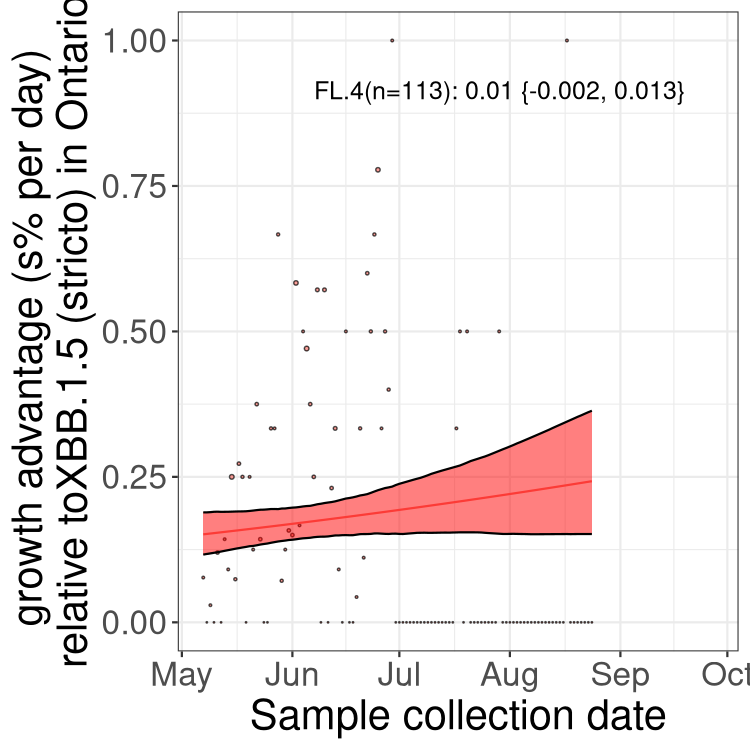 growth advantage (s% per day)
relative toXBB.1.5 (stricto) in Ontario
1.00
0.75
0.50
0.25
0.00
FL.4(n=113): 0.01 {-0.002, 0.013}
May Jun Jul Aug Sep Oct
Sample collection date